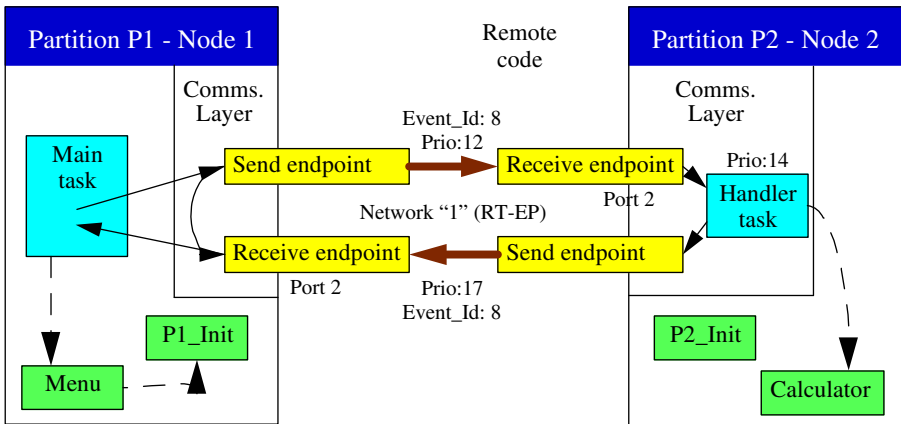 Partition P1 - Node 1
Remote
code
Partition P2 - Node 2
Comms.
Layer
Comms.
Layer
Event_Id: 8
Prio:12
Main
task
Send endpoint
Receive endpoint
Prio:14
Handler
task
Port 2
Network “1” (RT-EP)
Receive endpoint
Send endpoint
Port 2
Prio:17
Event_Id: 8
P1_Init
P2_Init
Menu
Calculator